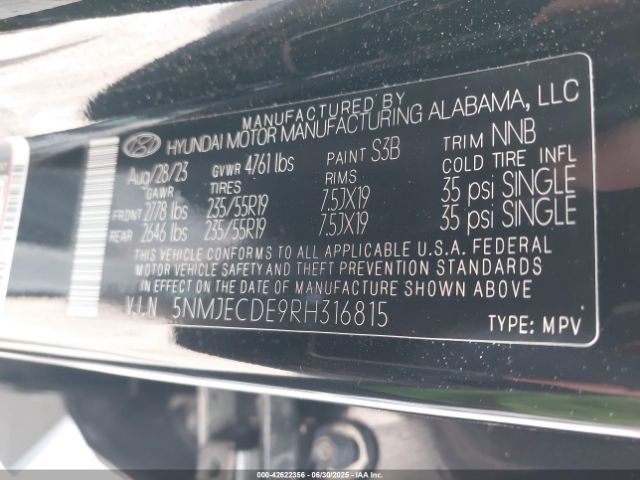 MANUFACTURED BY
HYUNDAI MOTOR MANUFACTURING ALABAMA, LLC
Aug/28/23 GVWR 4761 lbs PAINT S3B TRIM NNB
GAWR TIRES RIMS COLD TIRE INFL
FRONT 2778 lbs 235/55R19 7.5JX19 35 psi SINGLE
REAR 2646 lbs 235/55R19 7.5JX19 35 psi SINGLE
THIS VEHICLE CONFORMS TO ALL APPLICABLE U.S.A. FEDERAL
MOTOR VEHICLE SAFETY AND THEFT PREVENTION STANDARDS
IN EFFECT ON THE DATE OF MANUFACTURE SHOWN ABOVE.
V.I.N 5NMJECDE9RH316815
TYPE: MPV
000-42622356 - 06/30/2025 - IAAI.COM